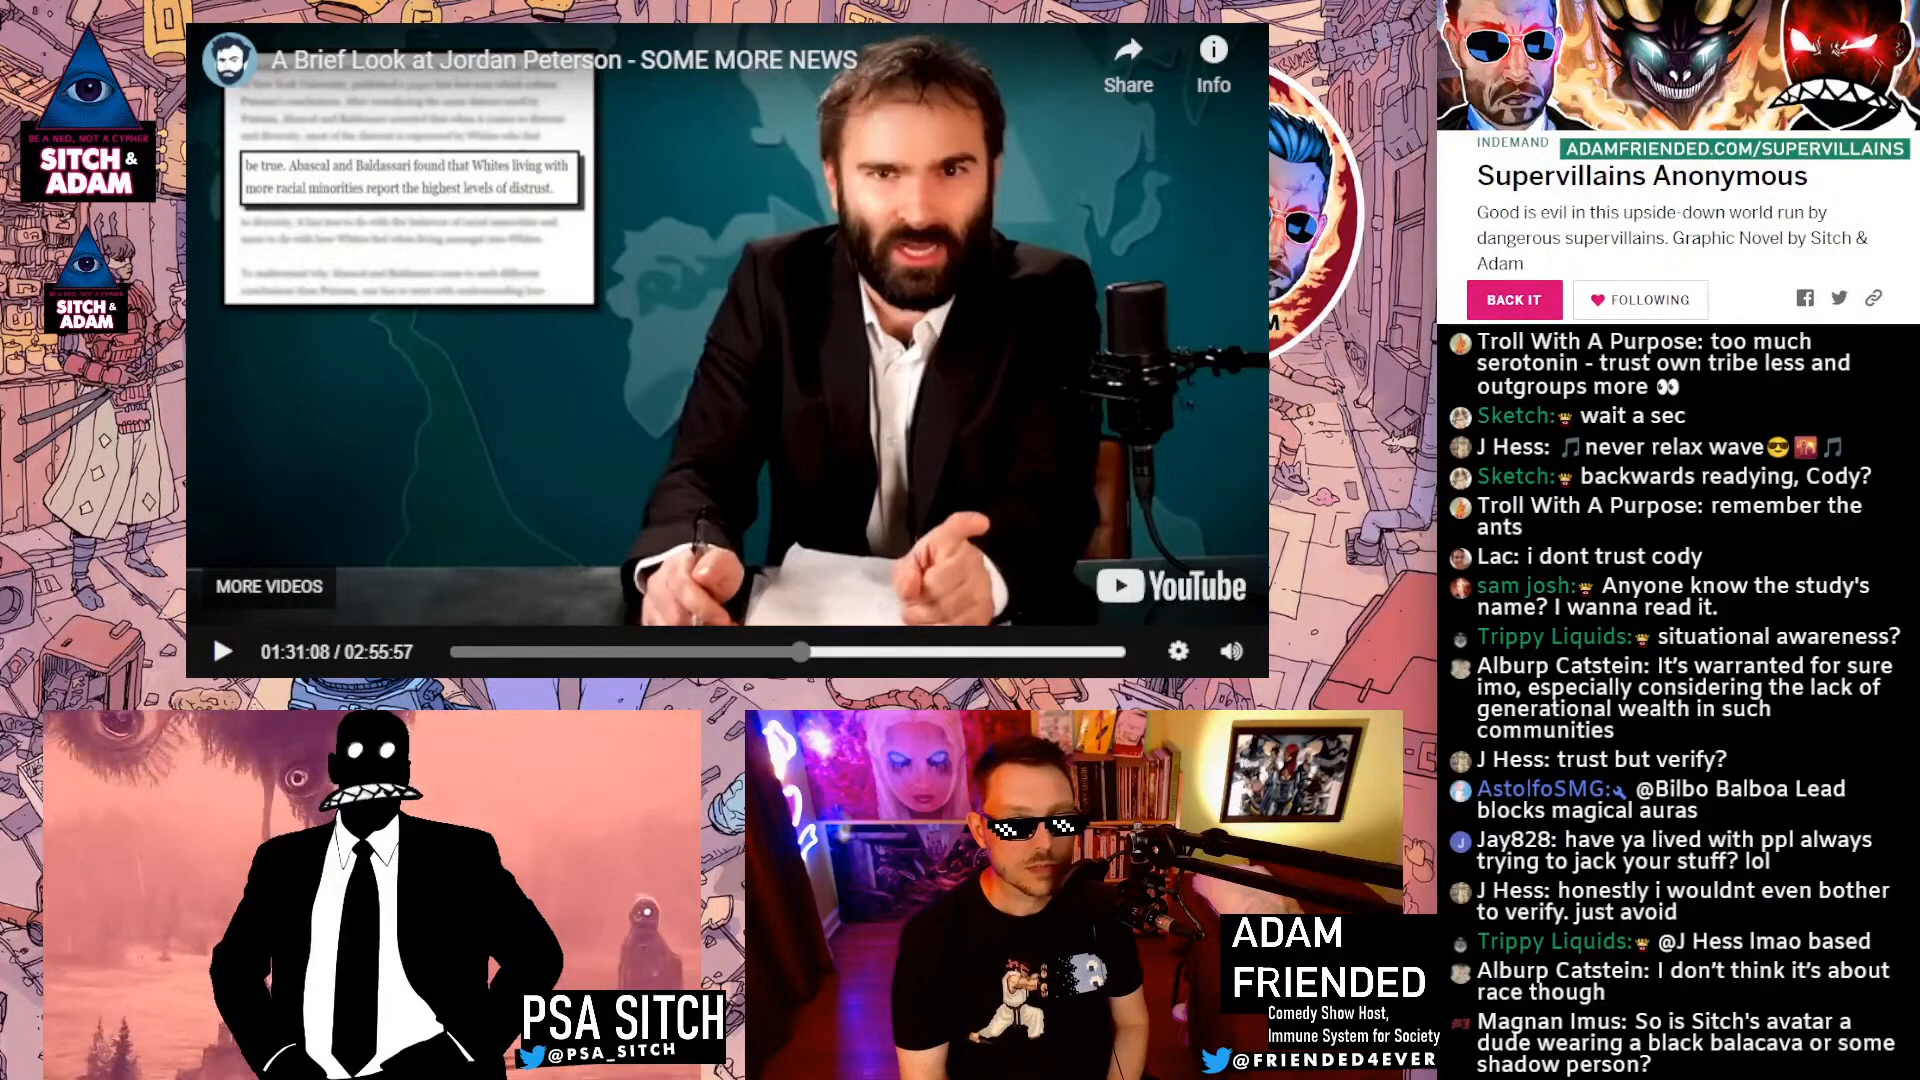 A Brief Look at Jordan Peterson - SOME MORE NEWS
Share
Info
be true. Abascal and Baldassari found that Whites living with
more racial minorities report the highest levels of distrust.
MORE VIDEOS
YouTube
01:31:08 / 02:55:57
BE A NEO, NOT A CYPHER
SITCH &
ADAM
BE A NEO, NOT A CYPHER
SITCH &
ADAM
PSA SITCH
@PSA_SITCH
ADAM
FRIENDED
Comedy Show Host,
Immune System for Society
@FRIENDED4EVER
INDEMAND
ADAMFRIENDED.COM/SUPERVILLAINS
Supervillains Anonymous
Good is evil in this upside-down world run by
dangerous supervillains. Graphic Novel by Sitch &
Adam
BACK IT
FOLLOWING
Troll With A Purpose: too much
serotonin - trust own tribe less and
outgroups more 👀
Sketch: wait a sec
J Hess: 🎵never relax wave😎🌇🎵
Sketch: backwards readying, Cody?
Troll With A Purpose: remember the
ants
Lac: i dont trust cody
sam josh: Anyone know the study's
name? I wanna read it.
Trippy Liquids: situational awareness?
Alburp Catstein: It’s warranted for sure
imo, especially considering the lack of
generational wealth in such
communities
J Hess: trust but verify?
AstolfoSMG: @Bilbo Balboa Lead
blocks magical auras
Jay828: have ya lived with ppl always
trying to jack your stuff? lol
J Hess: honestly i wouldnt even bother
to verify. just avoid
Trippy Liquids: @J Hess lmao based
Alburp Catstein: I don’t think it’s about
race though
Magnan Imus: So is Sitch's avatar a
dude wearing a black balacava or some
shadow person?